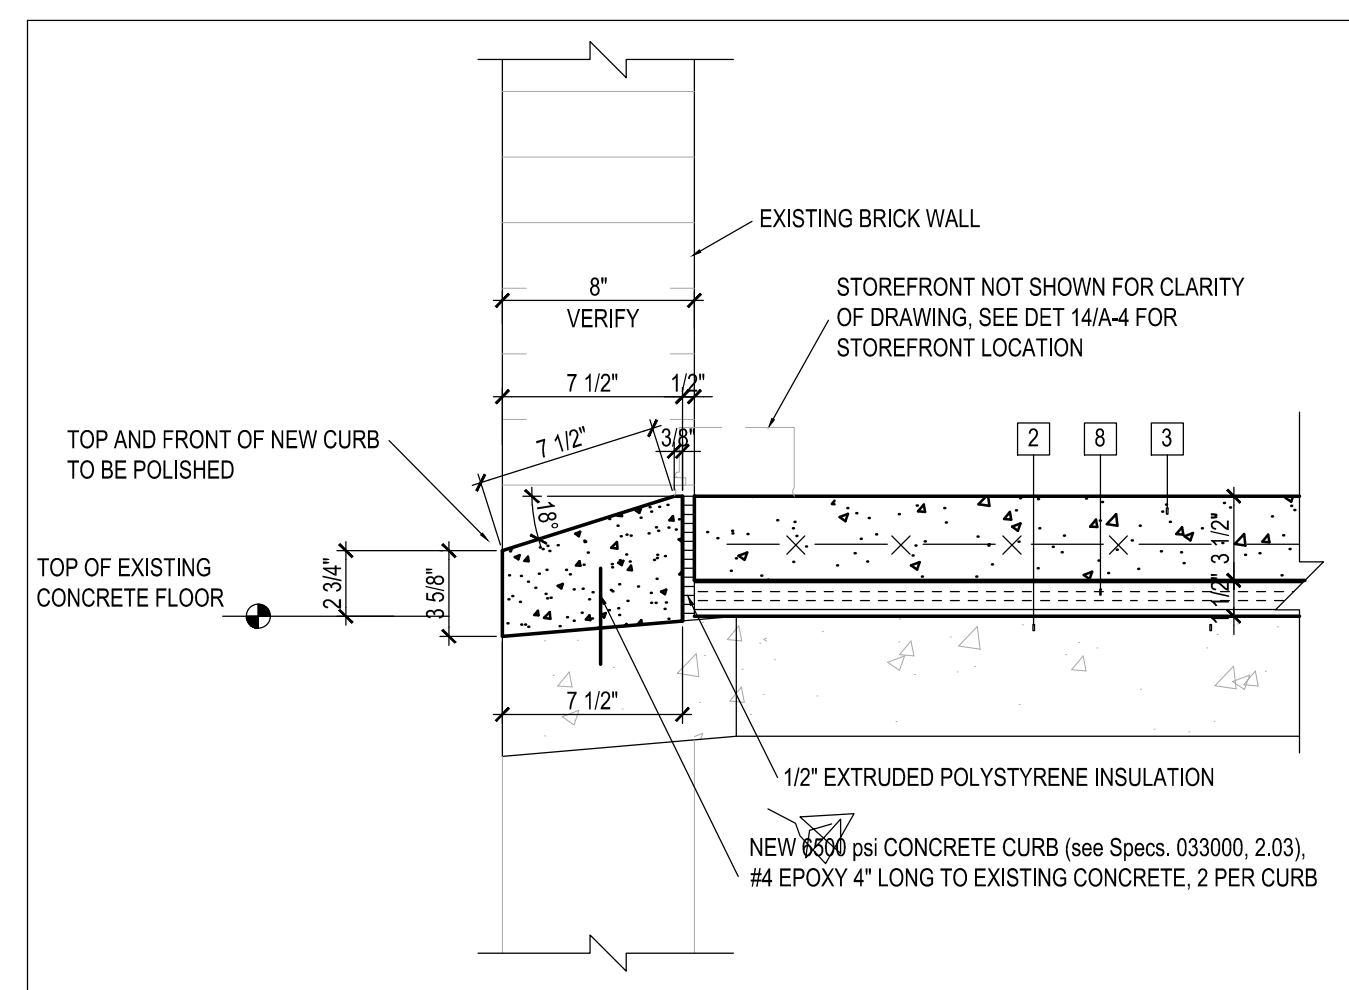 EXISTING BRICK WALL
8"
VERIFY
STOREFRONT NOT SHOWN FOR CLARITY
OF DRAWING, SEE DET 14/A-4 FOR
STOREFRONT LOCATION
7 1/2"
1/2"
TOP AND FRONT OF NEW CURB
TO BE POLISHED
7 1/2"
3/8"
2
8
3
18°
3 1/2"
TOP OF EXISTING
CONCRETE FLOOR
2 3/4"
3 5/8"
7 1/2"
1/2" EXTRUDED POLYSTYRENE INSULATION
NEW 6500 psi CONCRETE CURB (see Specs. 033000, 2.03),
#4 EPOXY 4" LONG TO EXISTING CONCRETE, 2 PER CURB